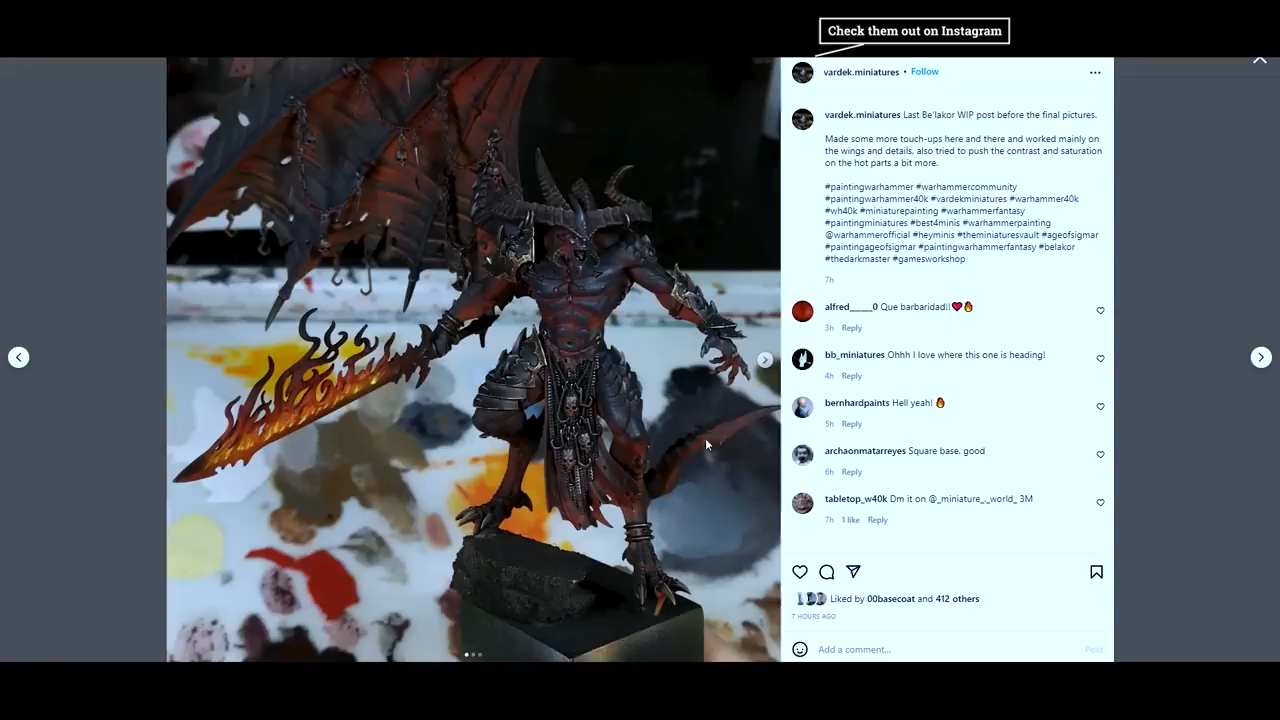 Check them out on Instagram
vardek.miniatures • Follow
vardek.miniatures Last Be'lakor WIP post before the final pictures.
Made some more touch-ups here and there and worked mainly on
the wings and details, also tried to push the contrast and saturation
on the hot parts a bit more.
#paintingwarhammer #warhammercommunity
#paintingwarhammer40k #vardekminiatures #warhammer40k
#wh40k #miniaturepainting #warhammerfantasy
#paintingminiatures #best4minis #warhammerpainting
@warhammerofficial #heyminis #theminiaturesvault #ageofsigmar
#paintingageofsigmar #paintingwarhammerfantasy #belakor
#thedarkmaster #gamesworkshop
7h
alfred_____0 Que barbaridad!!❤️🔥
3h Reply
bb_miniatures Ohhh I love where this one is heading!
4h Reply
bernhardpaints Hell yeah! 🔥
5h Reply
archaonmatarreyes Square base, good
6h Reply
tabletop_w40k Dm it on @_miniature_._world_ 3M
7h 1 like Reply
Liked by 00basecoat and 412 others
7 HOURS AGO
Add a comment...
Post